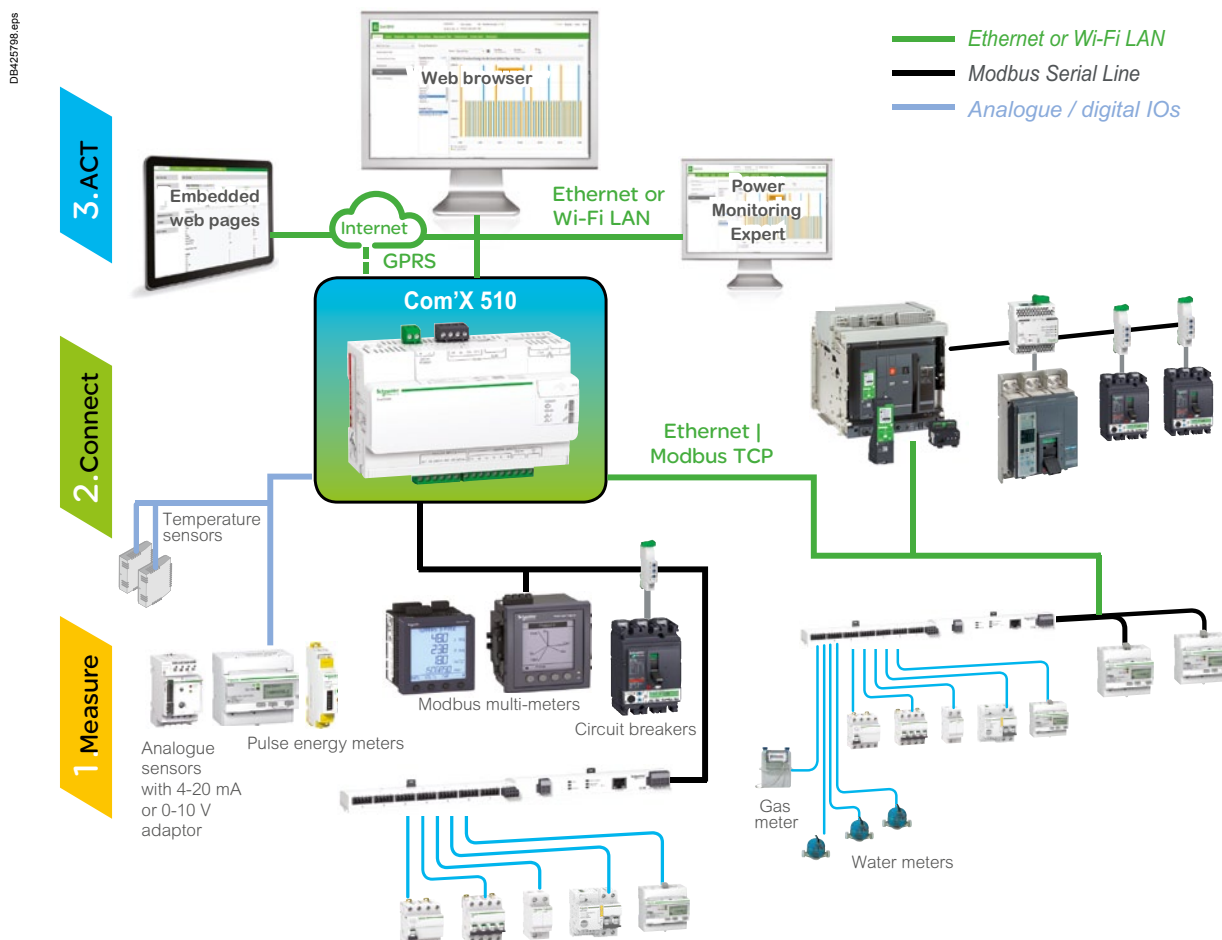 DB425798.eps
Ethernet or Wi-Fi LAN
Modbus Serial Line
Analogue / digital IOs
3. ACT
Web browser
Embedded
web pages
Internet
GPRS
Ethernet or
Wi-Fi LAN
Power
Monitoring
Expert
2. Connect
Com'X 510
Schneider
Ethernet |
Modbus TCP
Temperature
sensors
1. Measure
Analogue
sensors
with 4-20 mA
or 0-10 V
adaptor
Pulse energy meters
Modbus multi-meters
Circuit breakers
Gas
meter
Water meters